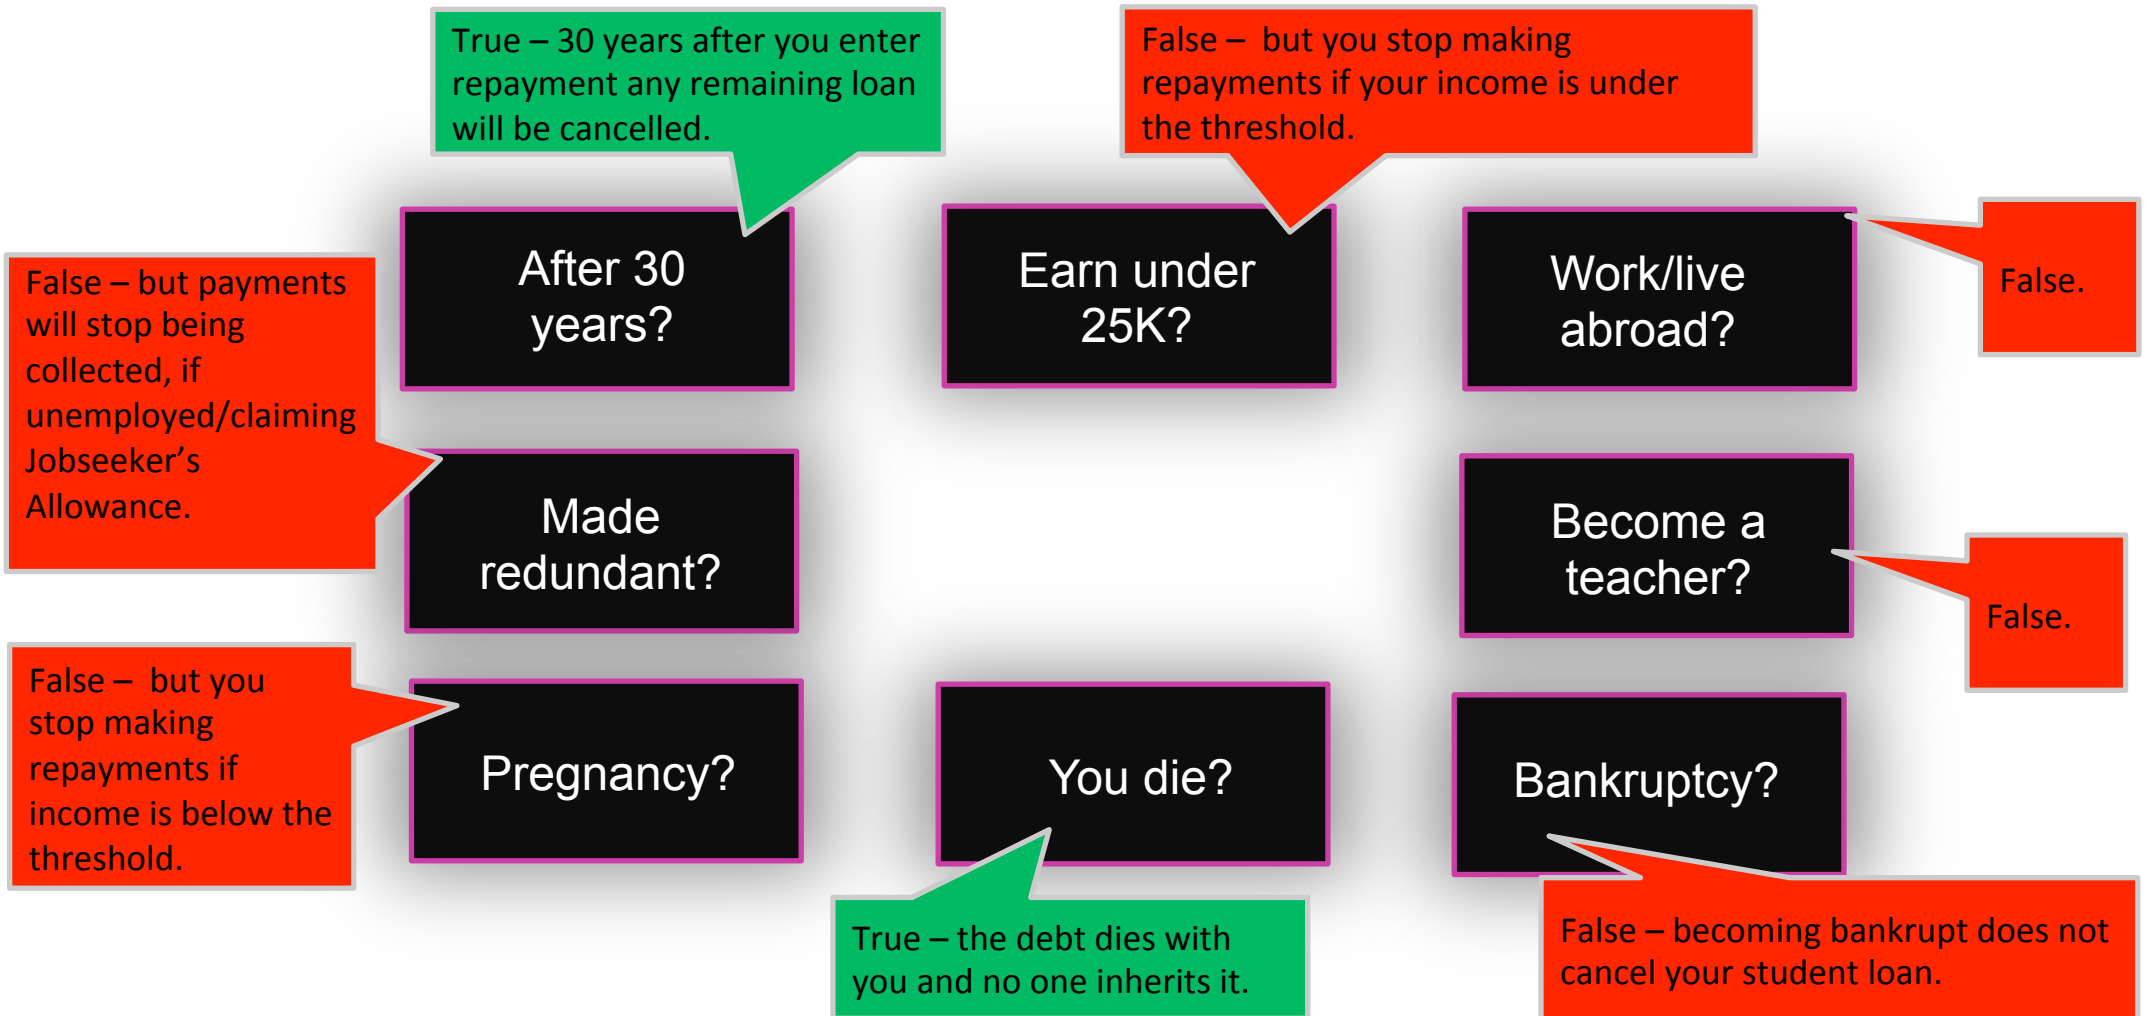 True – 30 years after you enter
repayment any remaining loan
will be cancelled.
False –  but you stop making
repayments if your income is under
the threshold.
After 30
years?
Earn under
25K?
Work/live
abroad?
False.
False – but payments
will stop being
collected, if
unemployed/claiming
Jobseeker’s
Allowance.
Made
redundant?
Become a
teacher?
False.
False –  but you
stop making
repayments if
income is below the
threshold.
Pregnancy?
You die?
Bankruptcy?
True – the debt dies with
you and no one inherits it.
False – becoming bankrupt does not
cancel your student loan.